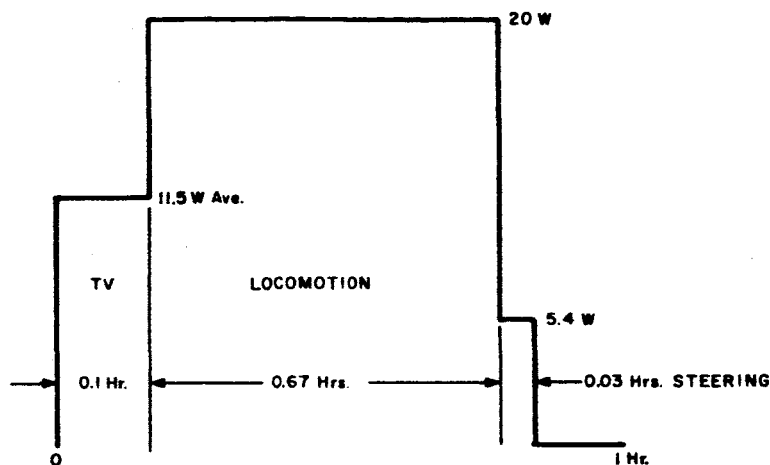 20 W
11.5 W Ave.
TV
LOCOMOTION
5.4 W
0.1 Hr.
0.67 Hrs.
0.03 Hrs. STEERING
0
1 Hr.